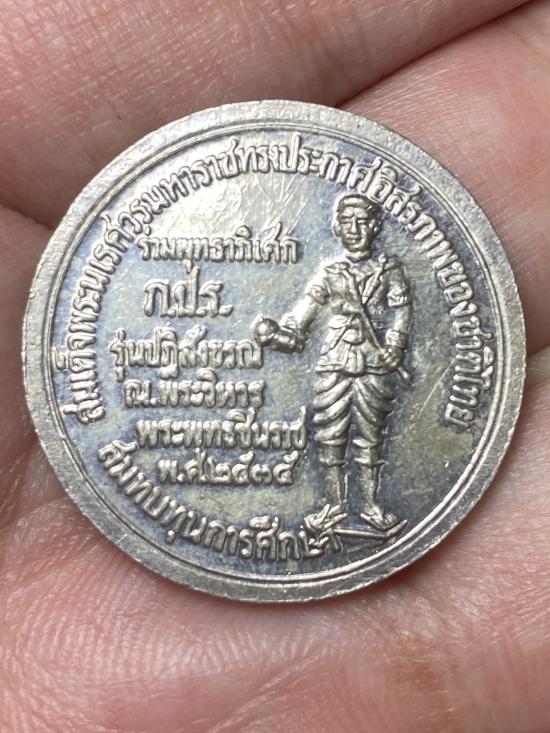 สมเด็จพระนเรศวรมหาราชทรงประกาศอิสรภาพของชาติไทย
ร่วมพุทธาภิเศก
ภ.ป.ร.
รุ่นปฏิสังขรณ์
ณ.พระวิหาร
พระพุทธชินราช
พ.ศ.๒๕๓๕
สมทบทุนการศึกษา